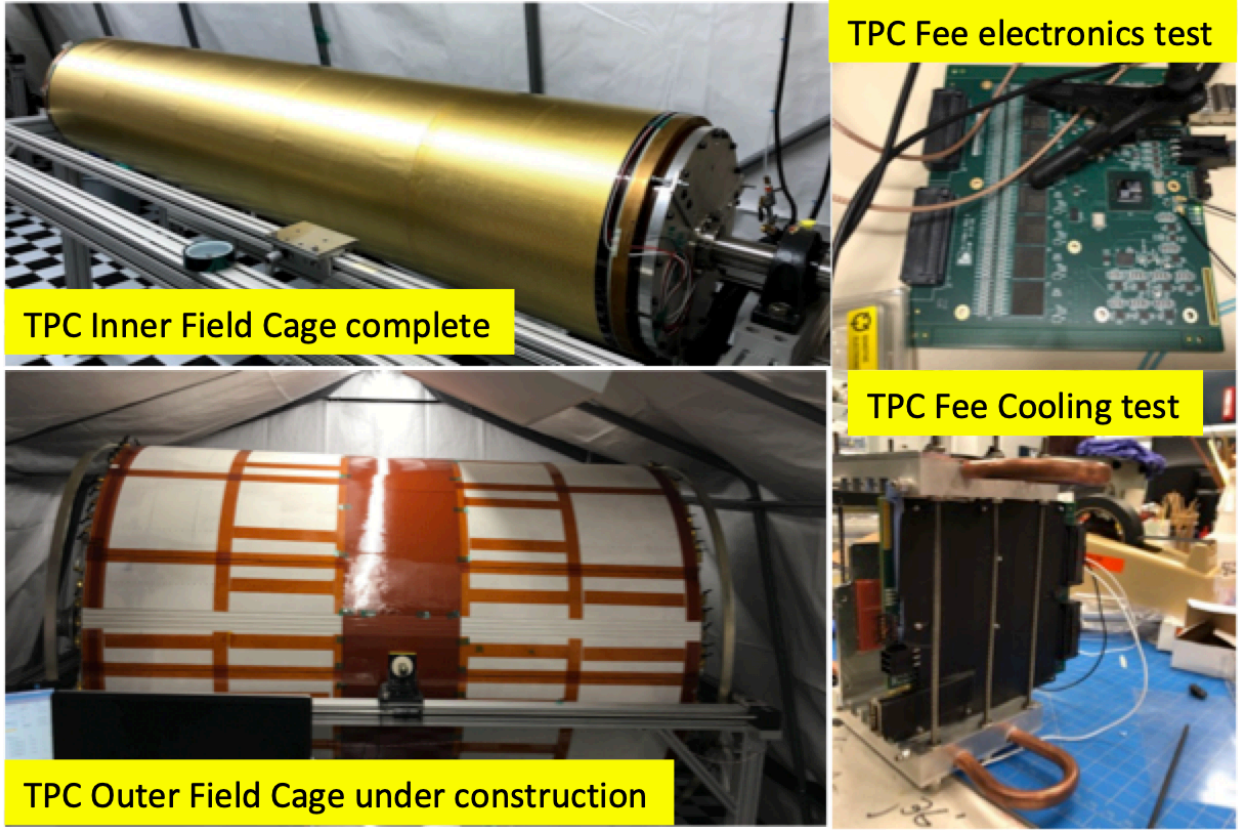 TPC Inner Field Cage complete
TPC Fee electronics test
TPC Outer Field Cage under construction
TPC Fee Cooling test